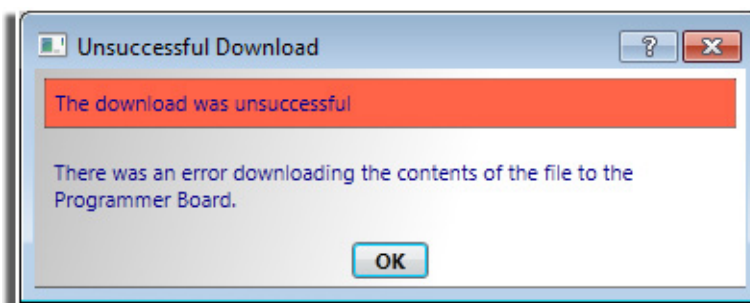 Unsuccessful Download
The download was unsuccessful
There was an error downloading the contents of the file to the
Programmer Board.
OK